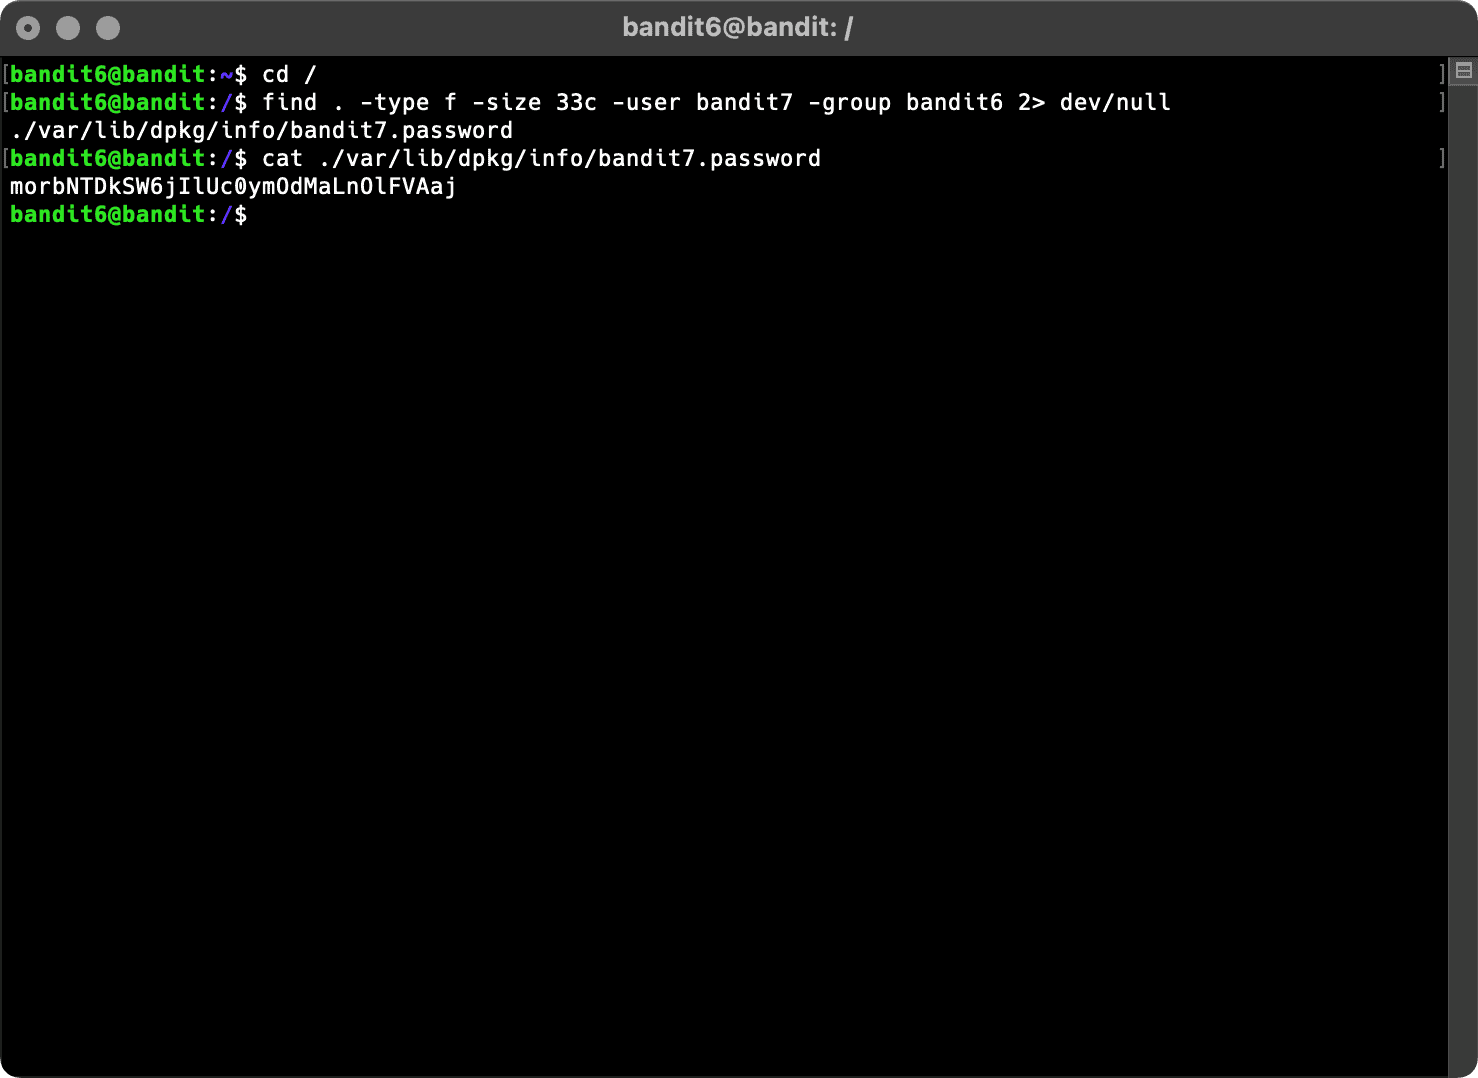 bandit6@bandit: /
[bandit6@bandit:~$ cd / ]
[bandit6@bandit:/$ find . -type f -size 33c -user bandit7 -group bandit6 2> dev/null ]
./var/lib/dpkg/info/bandit7.password
[bandit6@bandit:/$ cat ./var/lib/dpkg/info/bandit7.password ]
morbNTDkSW6jIlUc0ymOdMaLnOlFVAaj
bandit6@bandit:/$